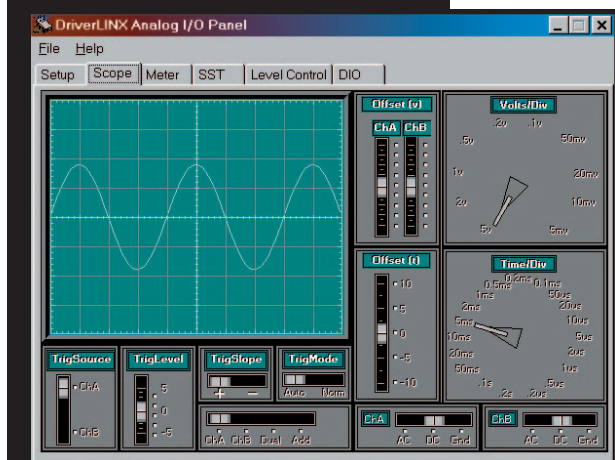 DriverLINX Analog I/O Panel
File Help
Setup Scope Meter SST Level Control DIO
Offset (v)
ChA ChB
Volts/Div
.2v .1v
.5v 50mv
1v 20mv
2v 10mv
5v 5mv
Offset (t)
10
5
0
-5
-10
Time/Div
0.2ms
0.5ms 0.1ms
1ms 50us
2ms 20us
5ms 10us
10ms 5us
20ms 2us
50ms 1us
.1s .5us
.2s .2us
TrigSource
ChA
ChB
TrigLevel
5
0
-5
TrigSlope
+ -
TrigMode
Auto Norm
ChA ChB Dual Add
ChA
AC DC Gnd
ChB
AC DC Gnd